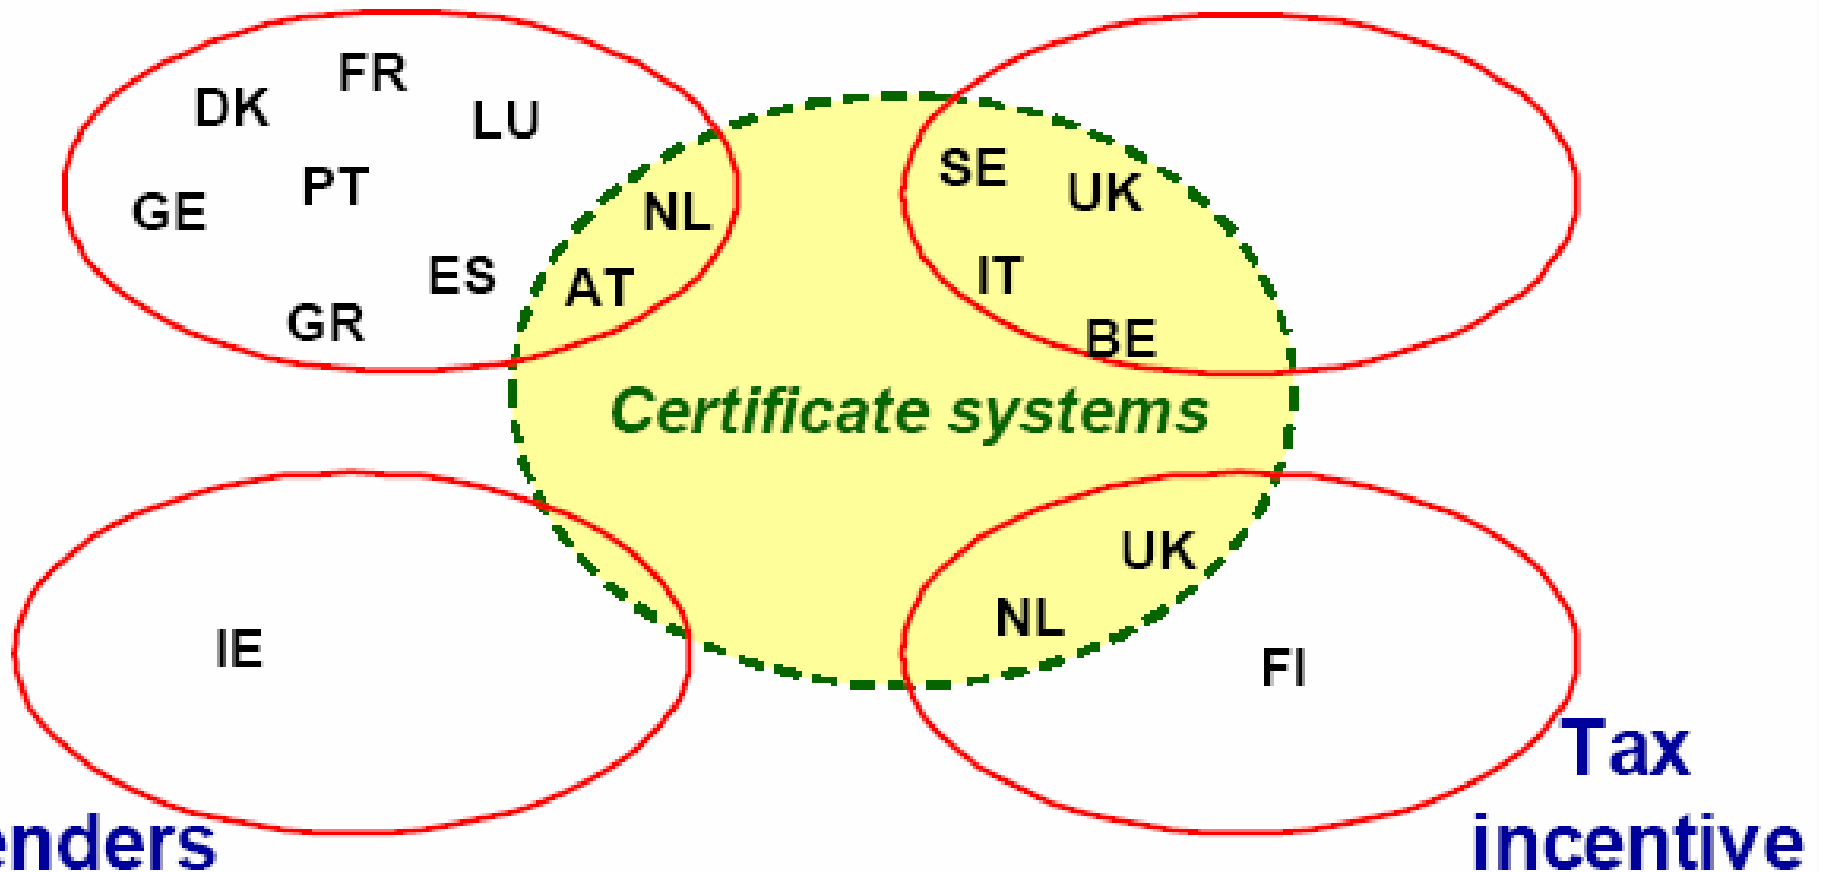 FR
DK
LU
PT
GE
NL
ES
AT
GR
SE
UK
IT
BE
Certificate systems
UK
NL
IE
FI
Tax
incentive
enders